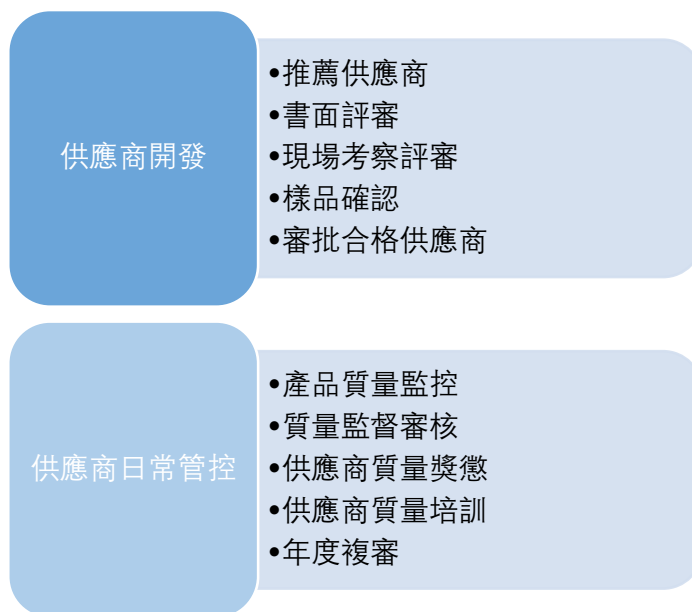 供應商開發
•推薦供應商
•書面評審
•現場考察評審
•樣品確認
•審批合格供應商
供應商日常管控
•產品質量監控
•質量監督審核
•供應商質量獎懲
•供應商質量培訓
•年度複審